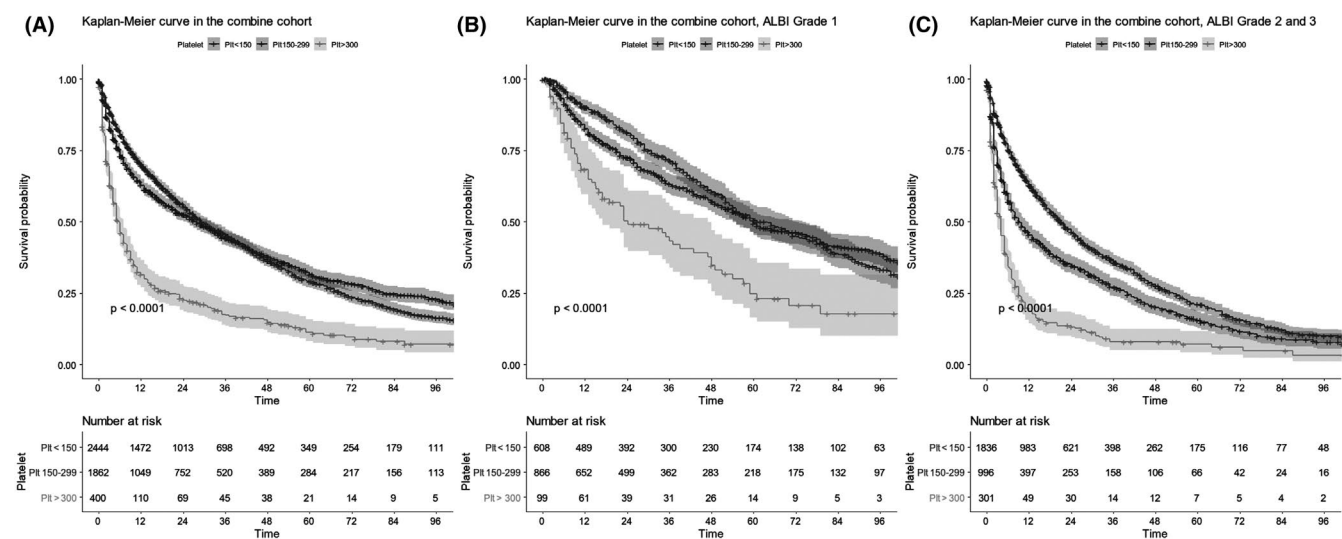 (A)
Kaplan-Meier curve in the combine cohort
Platelet Plt<150 Plt150-299 Plt>300
Survival probability
1.00
0.75
0.50
0.25
0.00
p < 0.0001
0 12 24 36 48 60 72 84 96
Time
Number at risk
Platelet
Plt < 150 2444 1472 1013 698 492 349 254 179 111
Plt 150-299 1862 1049 752 520 389 284 217 156 113
Plt > 300 400 110 69 45 38 21 14 9 5
0 12 24 36 48 60 72 84 96
Time
(B)
Kaplan-Meier curve in the combine cohort, ALBI Grade 1
Platelet Plt<150 Plt150-299 Plt>300
Survival probability
1.00
0.75
0.50
0.25
0.00
p < 0.0001
0 12 24 36 48 60 72 84 96
Time
Number at risk
Platelet
Plt < 150 608 489 392 300 230 174 138 102 63
Plt 150-299 866 652 499 362 283 218 175 132 97
Plt > 300 99 61 39 31 26 14 9 5 3
0 12 24 36 48 60 72 84 96
Time
(C)
Kaplan-Meier curve in the combine cohort, ALBI Grade 2 and 3
Platelet Plt<150 Plt150-299 Plt>300
Survival probability
1.00
0.75
0.50
0.25
0.00
p < 0.0001
0 12 24 36 48 60 72 84 96
Time
Number at risk
Platelet
Plt < 150 1836 983 621 398 262 175 116 77 48
Plt 150-299 996 397 253 158 106 66 42 24 16
Plt > 300 301 49 30 14 12 7 5 4 2
0 12 24 36 48 60 72 84 96
Time